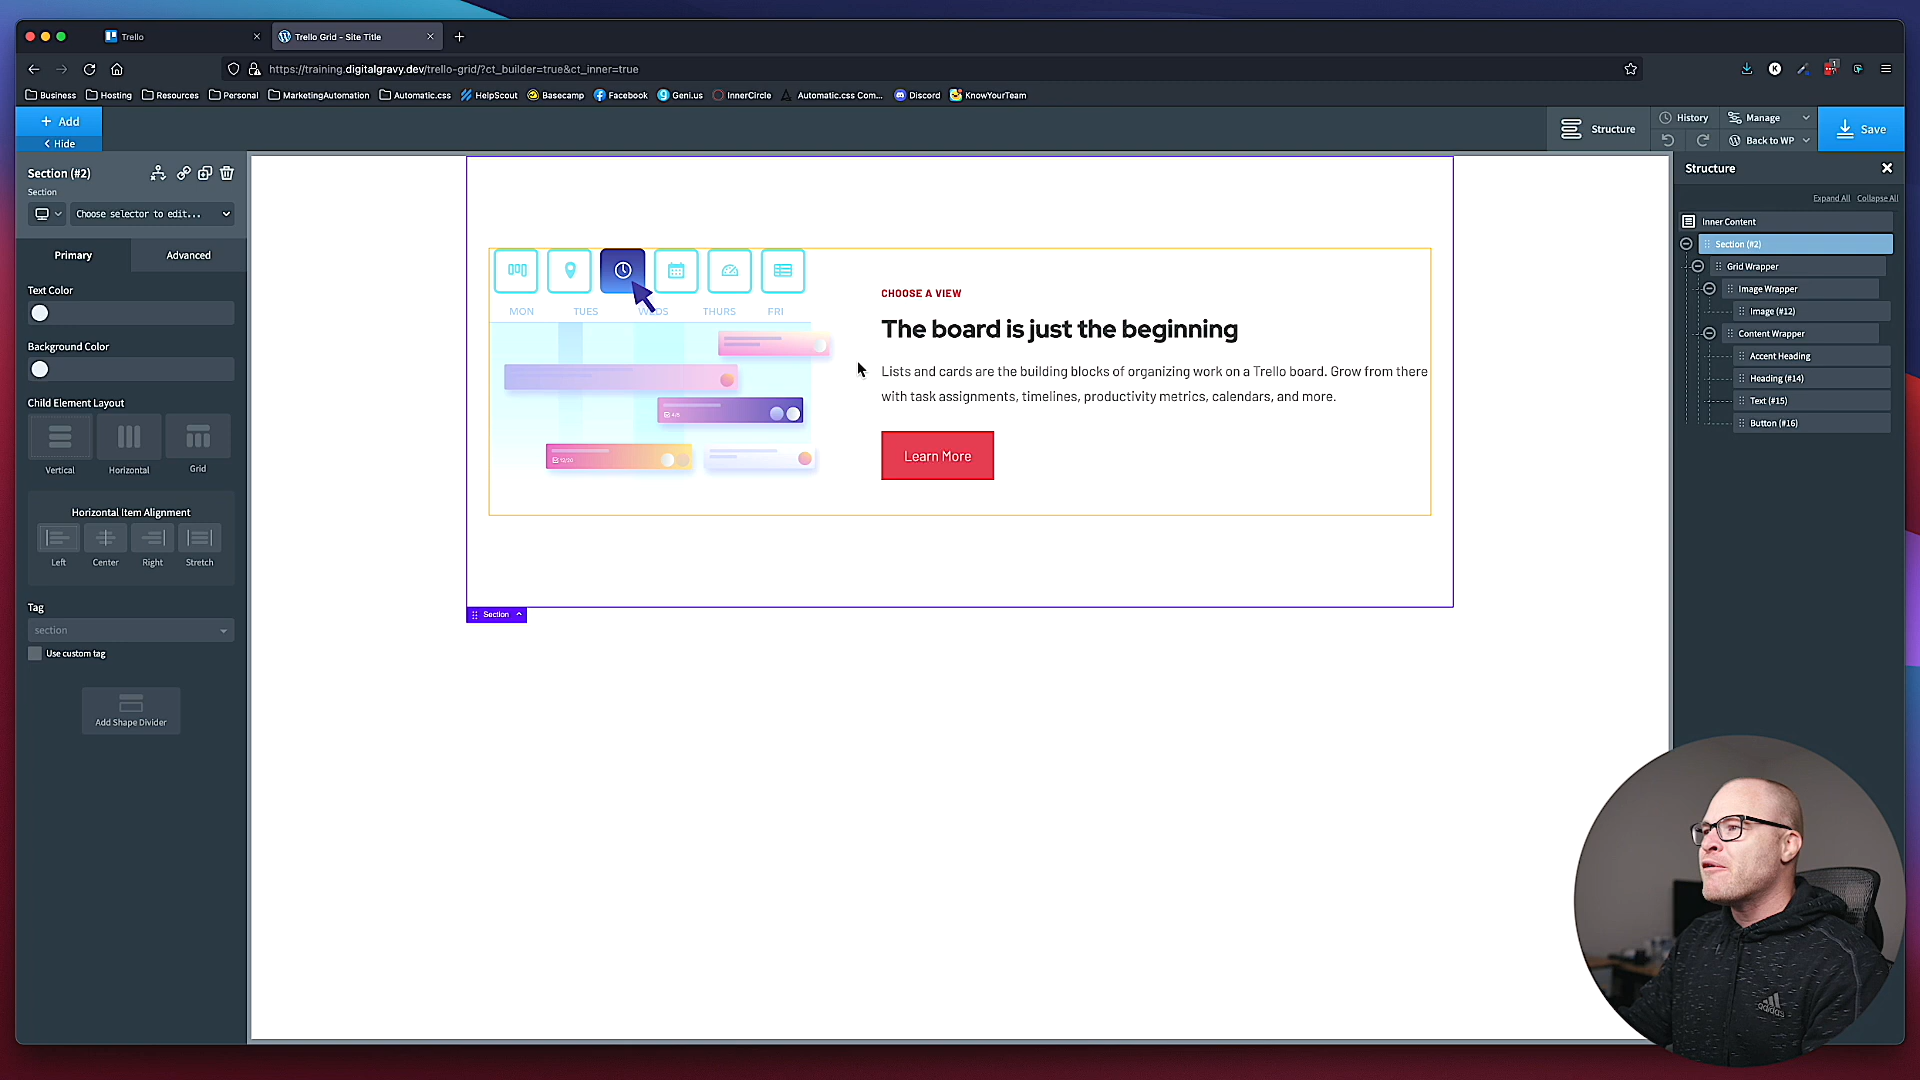 Trello
Trello Grid - Site Title
https://training.digitalgravy.dev/trello-grid/?ct_builder=true&ct_inner=true
Business
Hosting
Resources
Personal
MarketingAutomation
Automatic.css
HelpScout
Basecamp
Facebook
Geni.us
InnerCircle
Automatic.css Com...
Discord
KnowYourTeam
+ Add
Hide
Structure
History
Manage
Back to WP
Save
Section (#2)
Section
Choose selector to edit...
Primary
Advanced
Text Color
Background Color
Child Element Layout
Vertical
Horizontal
Grid
Horizontal Item Alignment
Left
Center
Right
Stretch
Tag
section
Use custom tag
Add Shape Divider
MON
TUES
WEDS
THURS
FRI
4/5
12/20
CHOOSE A VIEW
The board is just the beginning
Lists and cards are the building blocks of organizing work on a Trello board. Grow from there
with task assignments, timelines, productivity metrics, calendars, and more.
Learn More
Section
Structure
Expand All
Collapse All
Inner Content
Section (#2)
Grid Wrapper
Image Wrapper
Image (#12)
Content Wrapper
Accent Heading
Heading (#14)
Text (#15)
Button (#16)
adidas